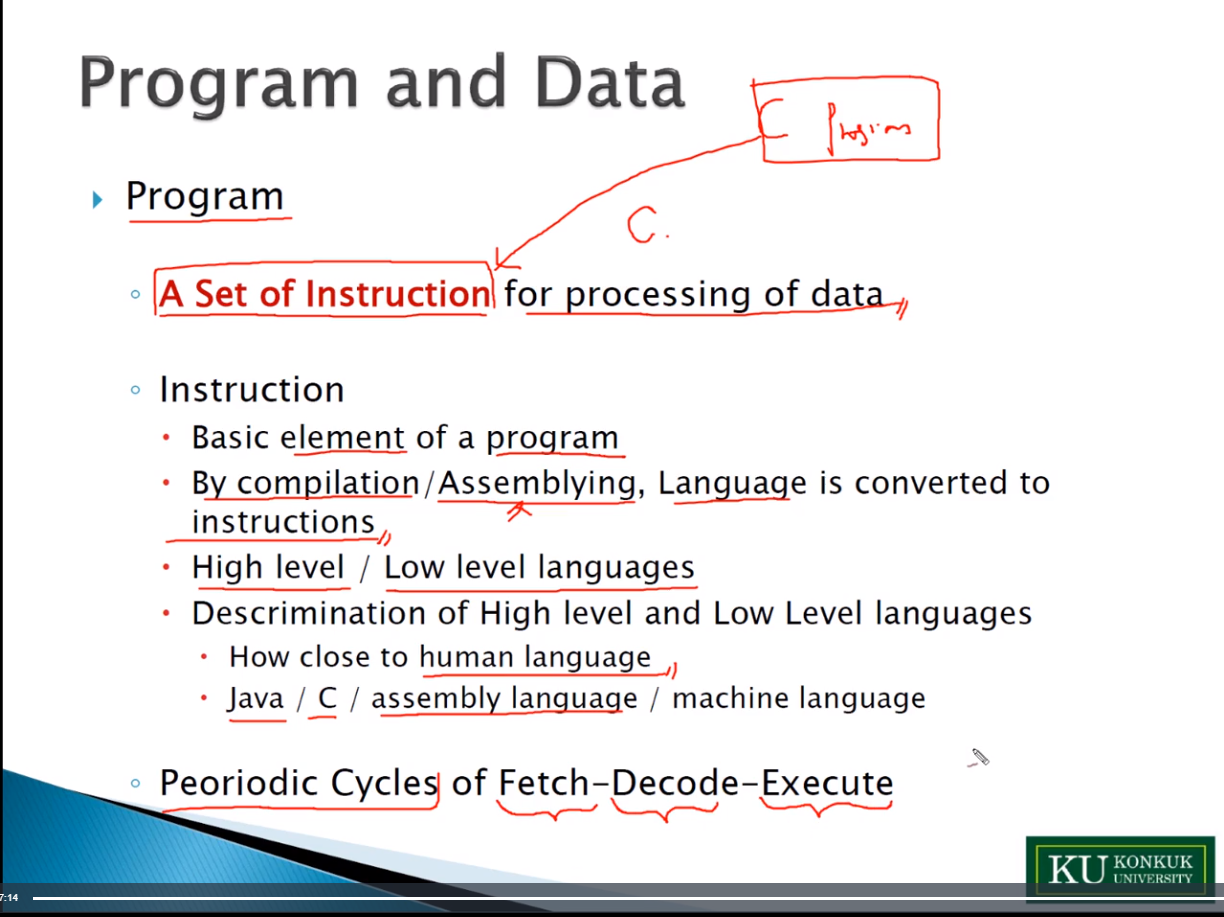 Program and Data
C
Program
C.
A Set of Instruction for processing of data
Instruction
Basic element of a program
By compilation/Assemblying, Language is converted to
instructions
High level / Low level languages
Descrimination of High level and Low Level languages
How close to human language
Java / C / assembly language / machine language
Peoriodic Cycles of Fetch-Decode-Execute
KU KONKUK
UNIVERSITY
7:14